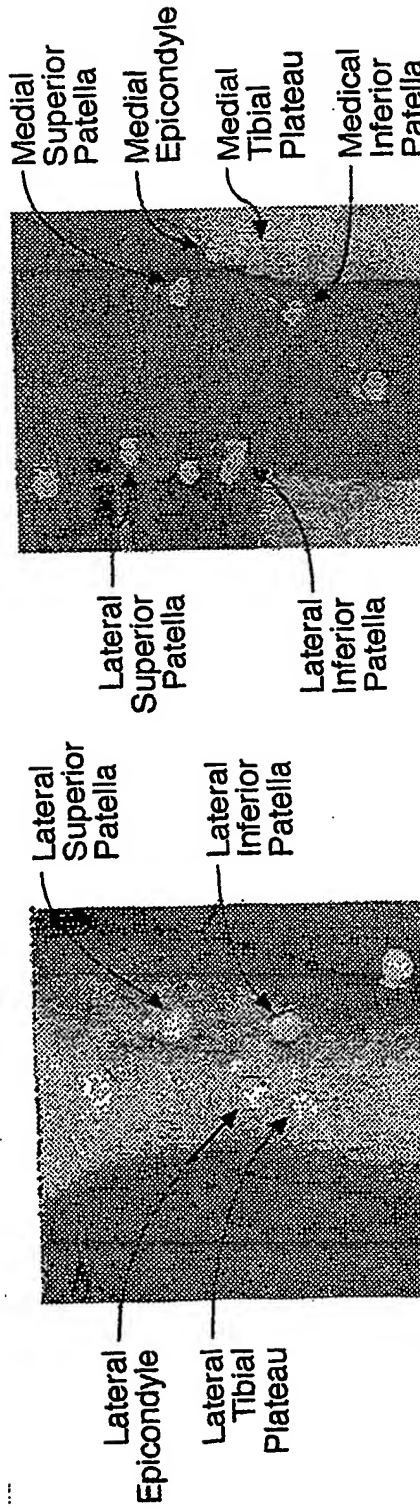 Lateral
Superior
Patella
Lateral
Inferior
Patella
Lateral
Epicondyle
Lateral
Tibial
Plateau
Medial
Superior
Patella
Medial
Epicondyle
Medial
Tibial
Plateau
Medical
Inferior
Patella
Lateral
Superior
Patella
Lateral
Inferior
Patella